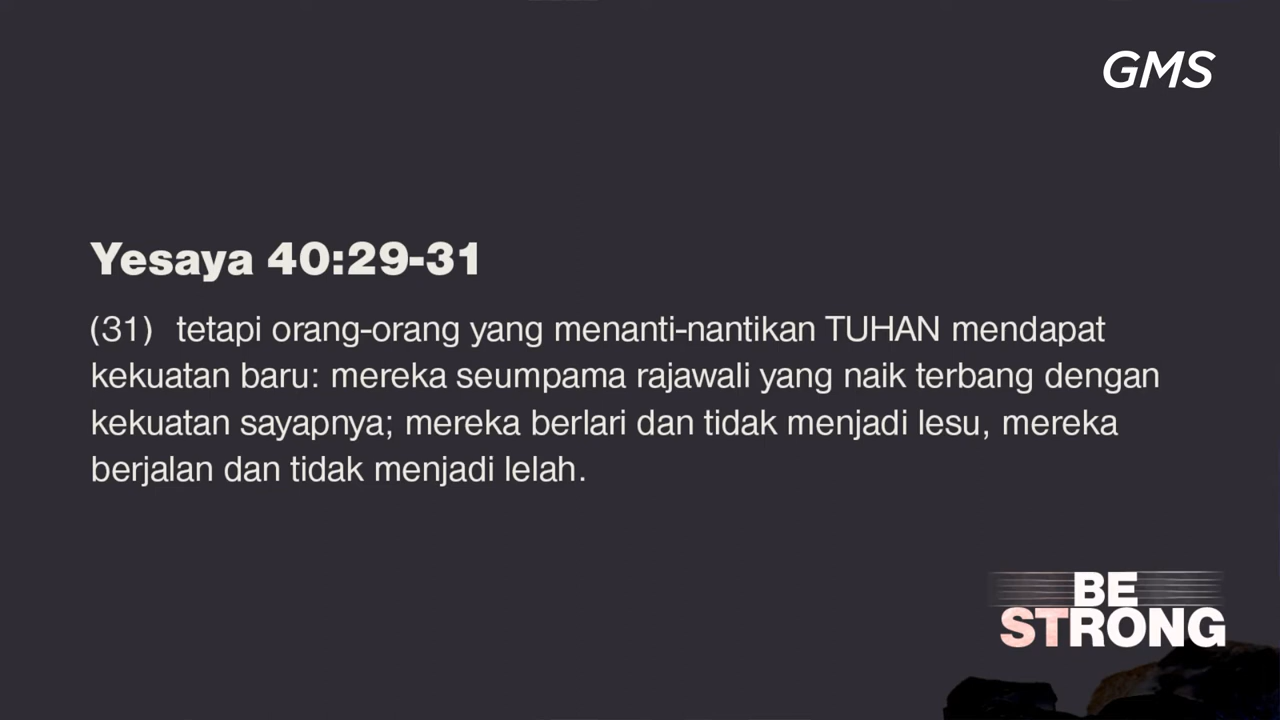 GMS
Yesaya 40:29-31
(31) tetapi orang-orang yang menanti-nantikan TUHAN mendapat
kekuatan baru: mereka seumpama rajawali yang naik terbang dengan
kekuatan sayapnya; mereka berlari dan tidak menjadi lesu, mereka
berjalan dan tidak menjadi lelah.
BE
STRONG